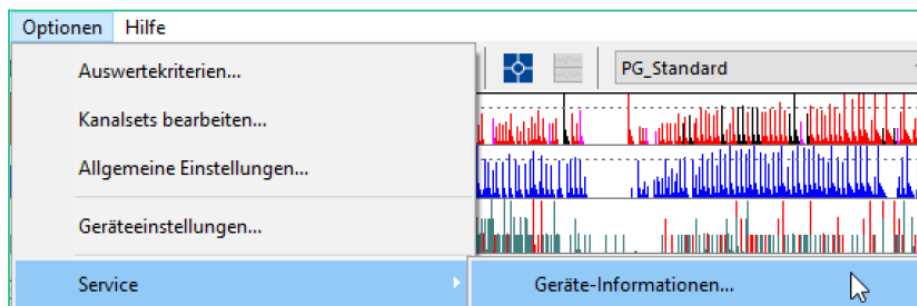 Optionen Hilfe
Auswertekriterien...
PG_Standard
Kanalsets bearbeiten...
Allgemeine Einstellungen...
Geräteeinstellungen...
Service
Geräte-Informationen...